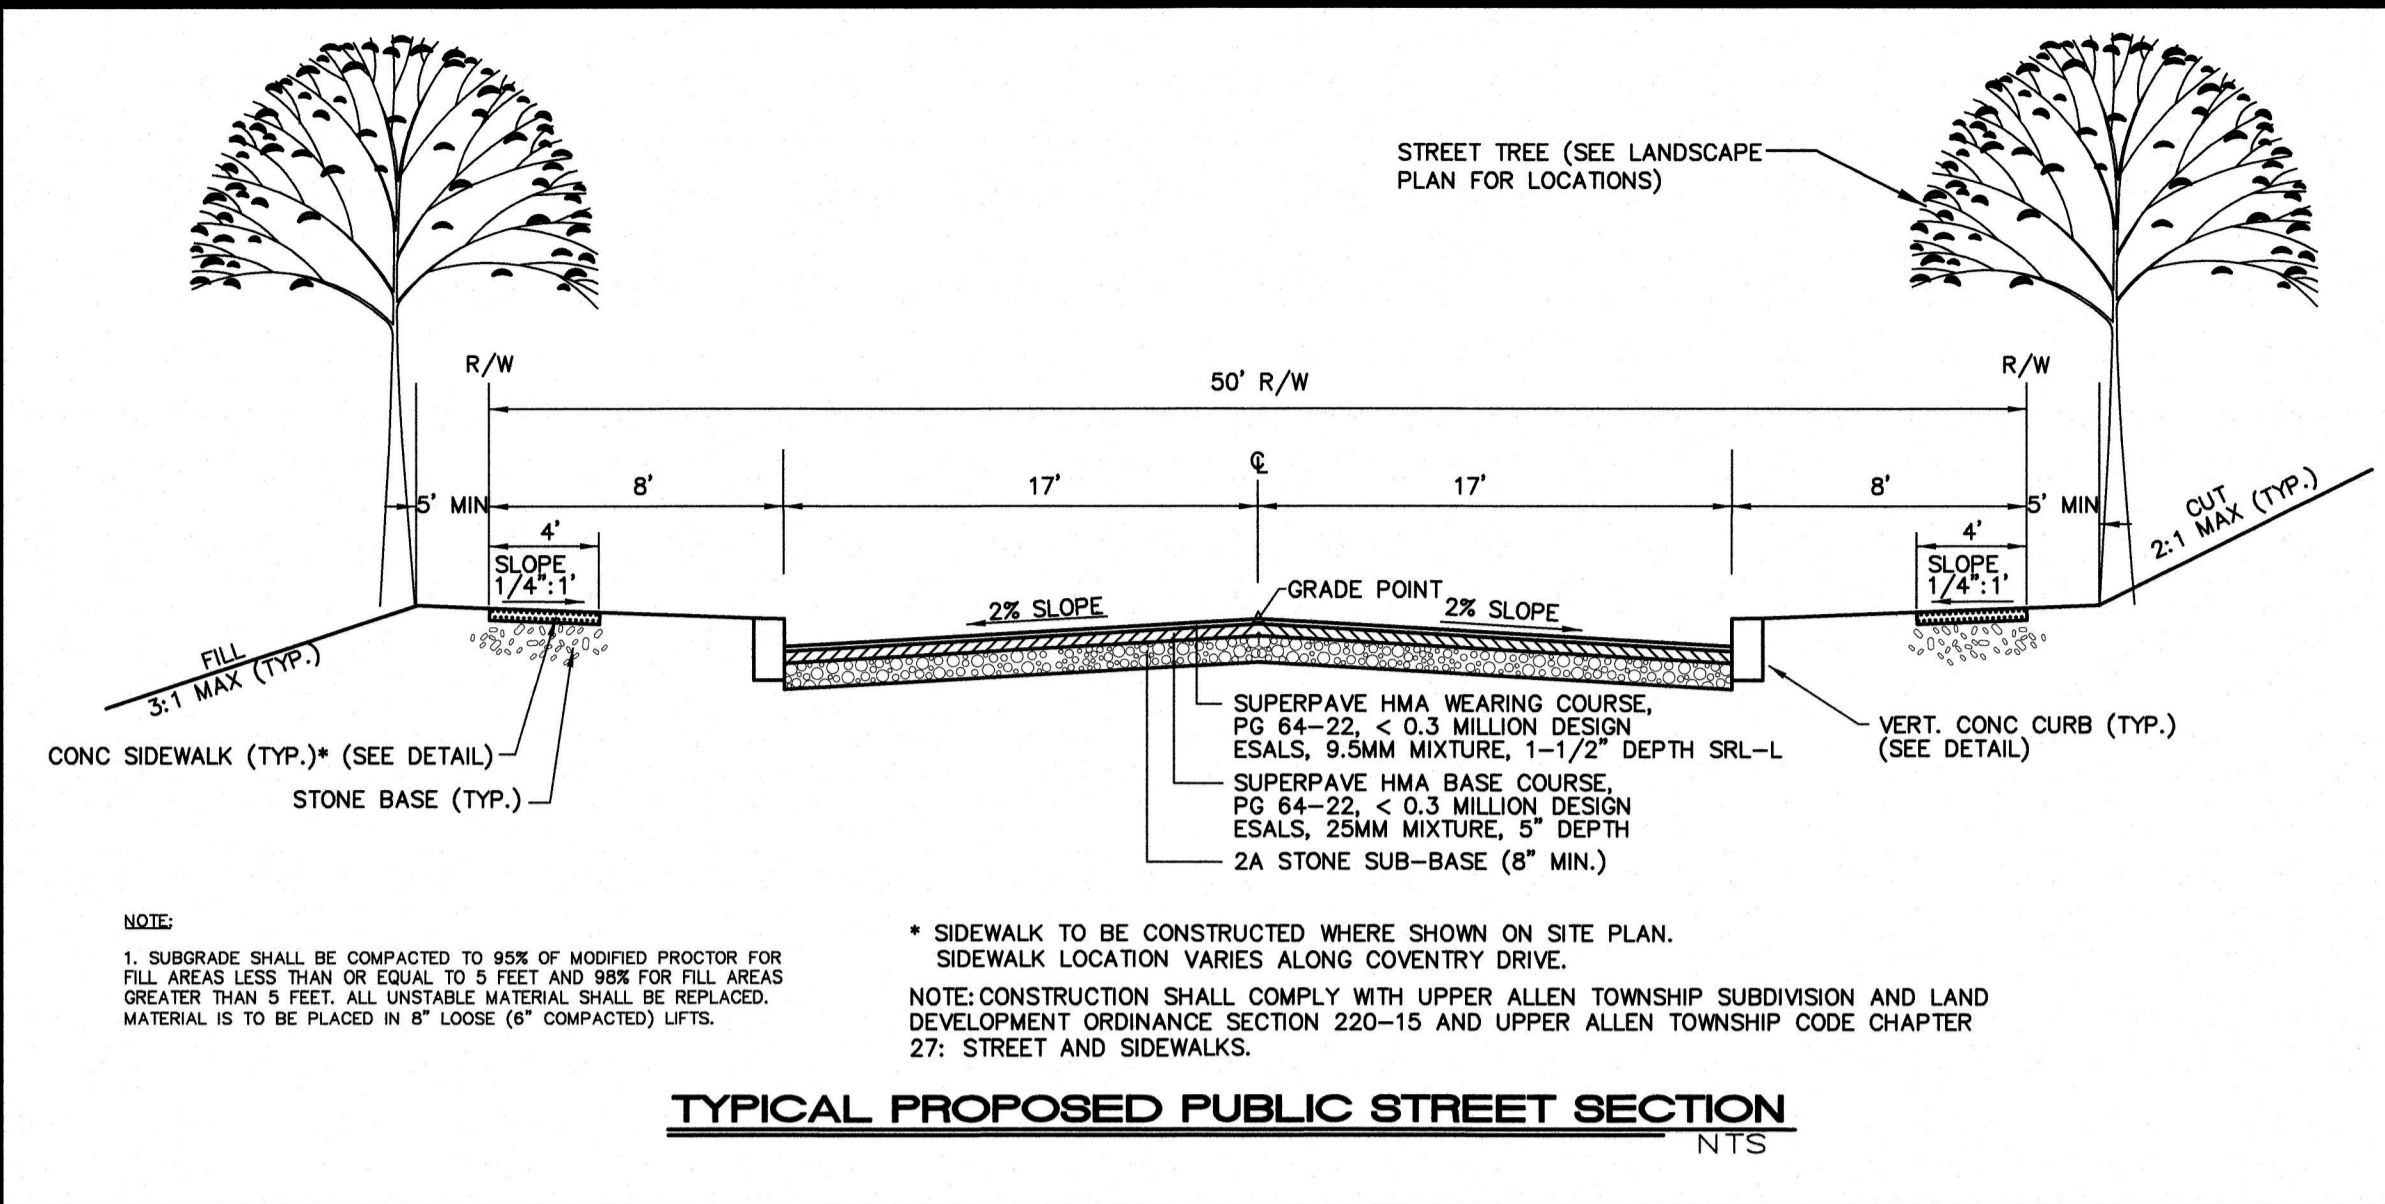 STREET TREE (SEE LANDSCAPE
PLAN FOR LOCATIONS)
R/W
R/W
50' R/W
℄
5' MIN
8'
17'
17'
8'
5' MIN
4'
4'
SLOPE
1/4":1'
SLOPE
1/4":1'
CUT
2:1 MAX (TYP.)
GRADE POINT
2% SLOPE
2% SLOPE
FILL
3:1 MAX (TYP.)
CONC SIDEWALK (TYP.)* (SEE DETAIL)
STONE BASE (TYP.)
SUPERPAVE HMA WEARING COURSE,
PG 64-22, < 0.3 MILLION DESIGN
ESALS, 9.5MM MIXTURE, 1-1/2" DEPTH SRL-L
SUPERPAVE HMA BASE COURSE,
PG 64-22, < 0.3 MILLION DESIGN
ESALS, 25MM MIXTURE, 5" DEPTH
2A STONE SUB-BASE (8" MIN.)
VERT. CONC CURB (TYP.)
(SEE DETAIL)
NOTE:
1. SUBGRADE SHALL BE COMPACTED TO 95% OF MODIFIED PROCTOR FOR
FILL AREAS LESS THAN OR EQUAL TO 5 FEET AND 98% FOR FILL AREAS
GREATER THAN 5 FEET. ALL UNSTABLE MATERIAL SHALL BE REPLACED.
MATERIAL IS TO BE PLACED IN 8" LOOSE (6" COMPACTED) LIFTS.
* SIDEWALK TO BE CONSTRUCTED WHERE SHOWN ON SITE PLAN.
SIDEWALK LOCATION VARIES ALONG COVENTRY DRIVE.
NOTE: CONSTRUCTION SHALL COMPLY WITH UPPER ALLEN TOWNSHIP SUBDIVISION AND LAND
DEVELOPMENT ORDINANCE SECTION 220-15 AND UPPER ALLEN TOWNSHIP CODE CHAPTER
27: STREET AND SIDEWALKS.
TYPICAL PROPOSED PUBLIC STREET SECTION
NTS